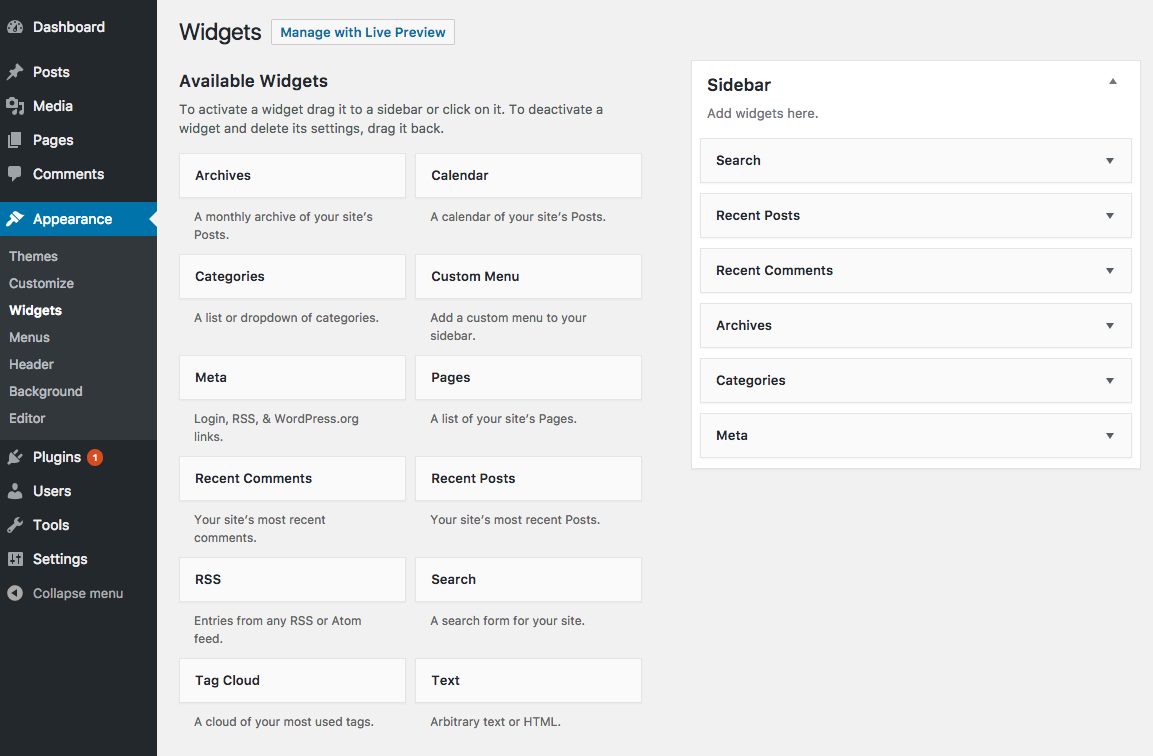 Dashboard
Posts
Media
Pages
Comments
Appearance
Themes
Customize
Widgets
Menus
Header
Background
Editor
Plugins 1
Users
Tools
Settings
Collapse menu
Widgets Manage with Live Preview
Available Widgets
To activate a widget drag it to a sidebar or click on it. To deactivate a
widget and delete its settings, drag it back.
Archives
A monthly archive of your site’s
Posts.
Calendar
A calendar of your site’s Posts.
Categories
A list or dropdown of categories.
Custom Menu
Add a custom menu to your
sidebar.
Meta
Login, RSS, & WordPress.org
links.
Pages
A list of your site’s Pages.
Recent Comments
Your site’s most recent
comments.
Recent Posts
Your site’s most recent Posts.
RSS
Entries from any RSS or Atom
feed.
Search
A search form for your site.
Tag Cloud
A cloud of your most used tags.
Text
Arbitrary text or HTML.
Sidebar
Add widgets here.
Search
Recent Posts
Recent Comments
Archives
Categories
Meta